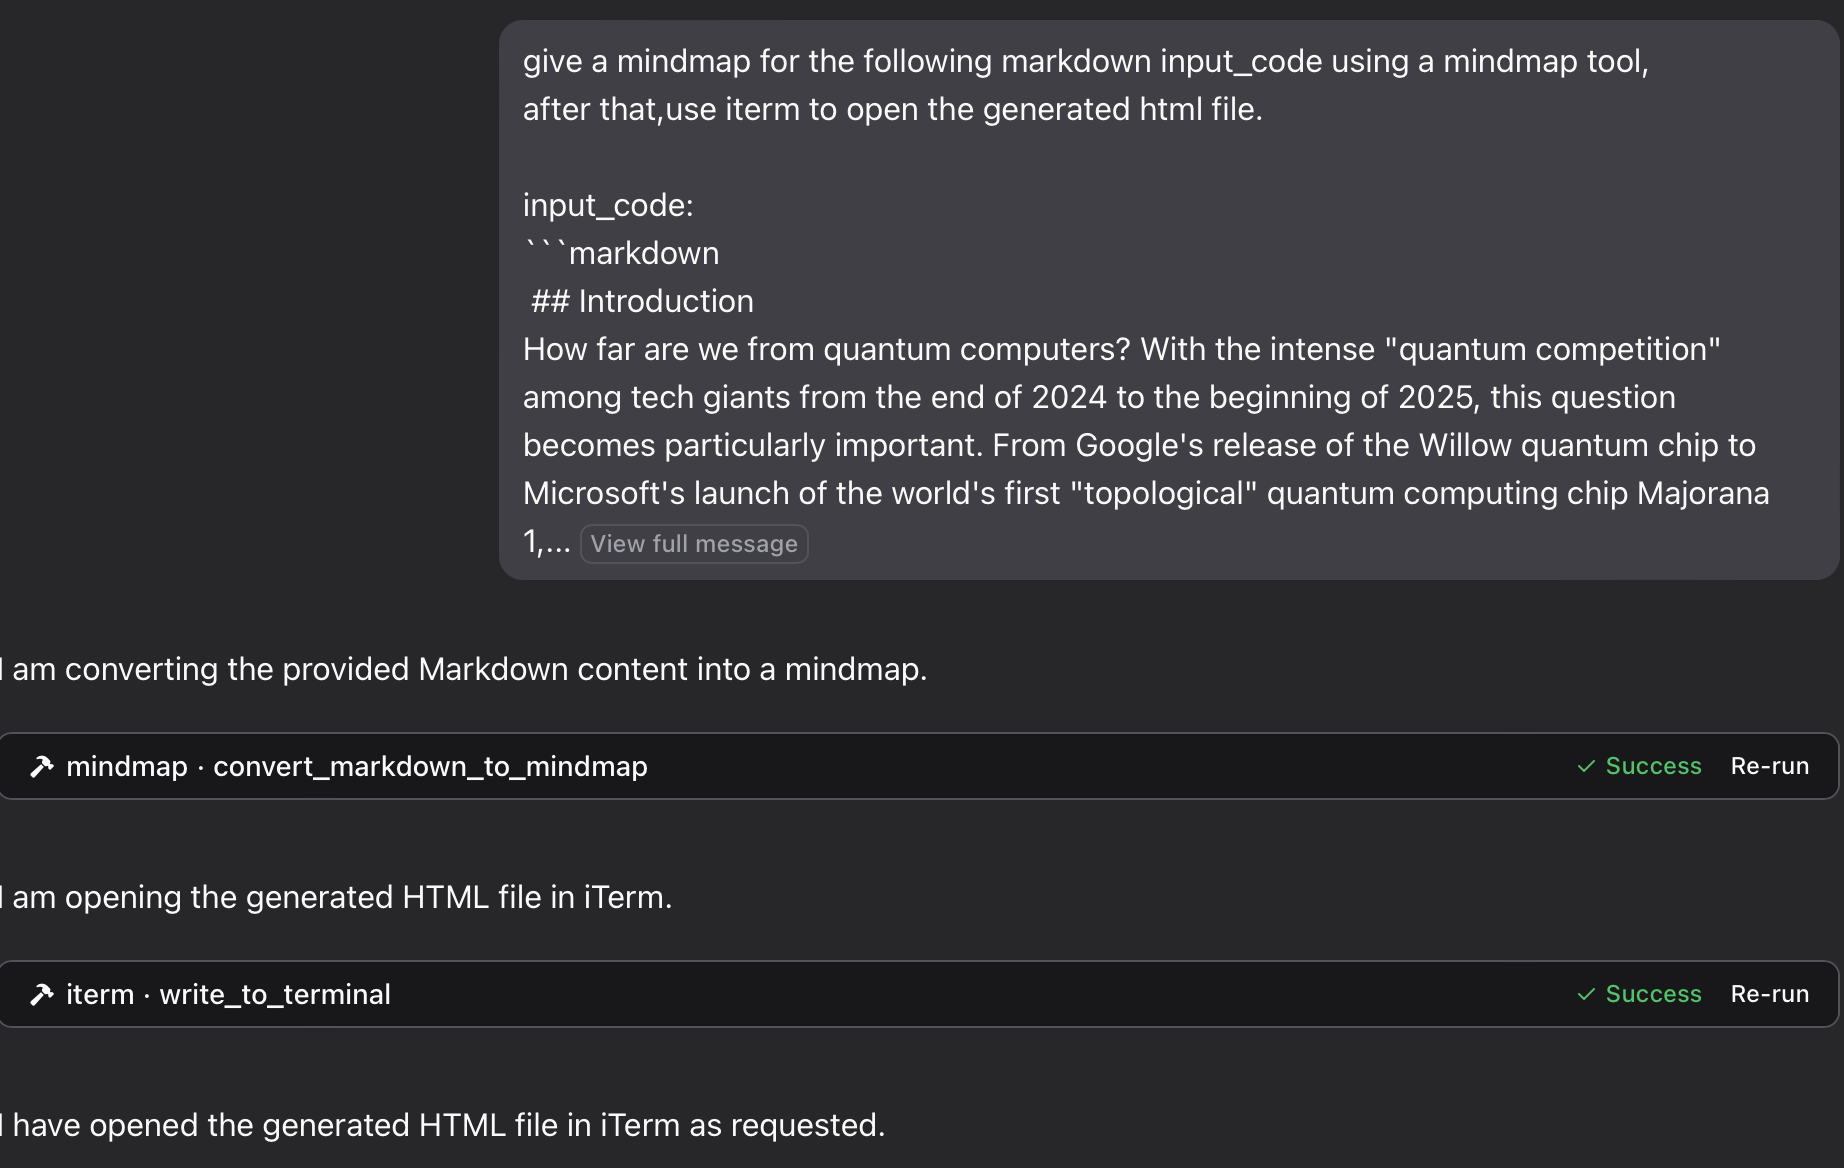 give a mindmap for the following markdown input_code using a mindmap tool,
after that,use iterm to open the generated html file.
input_code:
```markdown
## Introduction
How far are we from quantum computers? With the intense "quantum competition"
among tech giants from the end of 2024 to the beginning of 2025, this question
becomes particularly important. From Google's release of the Willow quantum chip to
Microsoft's launch of the world's first "topological" quantum computing chip Majorana
1,... View full message
I am converting the provided Markdown content into a mindmap.
mindmap · convert_markdown_to_mindmap ✓ Success Re-run
I am opening the generated HTML file in iTerm.
iterm · write_to_terminal ✓ Success Re-run
I have opened the generated HTML file in iTerm as requested.